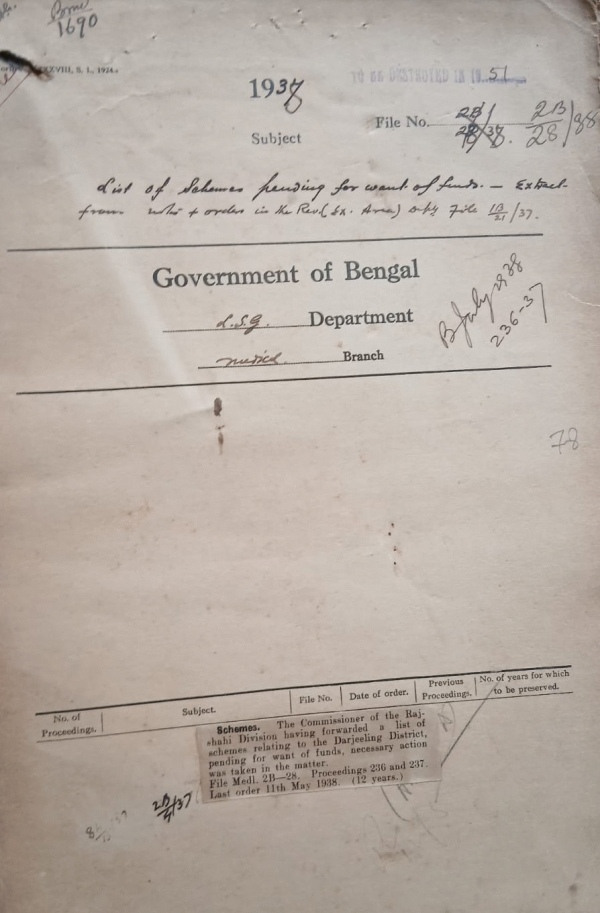 1690
XXVIII, S. I., 1924.
TO BE DESTROYED IN 19 51
1938
File No. 2B/28/38
Subject
List of Schemes pending for want of funds. — Extract
from notes + orders in the Rev. (Ex. Area) only File /37.
Government of Bengal
L.S.G. Department
Medical Branch
B July 1938
236-37
78
No. of Proceedings.
Subject.
File No.
Date of order.
Previous Proceedings.
No. of years for which to be preserved.
Schemes. The Commissioner of the Raj-
shahi Division having forwarded a list of
schemes relating to the Darjeeling District,
pending for want of funds, necessary action
was taken in the matter.
File Medl. 2B—28. Proceedings 236 and 237.
Last order 11th May 1938. (12 years.)